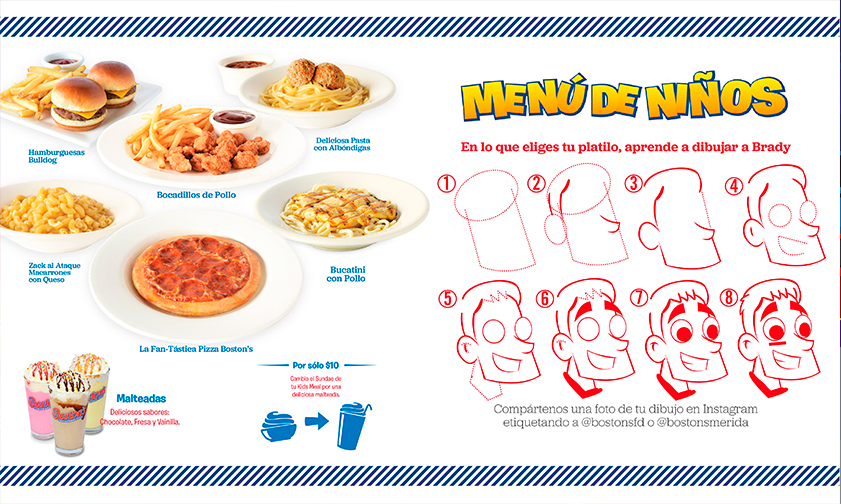 Hamburguesas
Bulldog
Deliciosa Pasta
con Albóndigas
Bocadillos de Pollo
Zack al Ataque
Macarrones
con Queso
Bucatini
con Pollo
La Fan-Tástica Pizza Boston's
Malteadas
Deliciosos sabores:
Chocolate, Fresa y Vainilla.
Por sólo $10
Cambia el Sundae de
tu Kids Meal por una
deliciosa malteada.
MENÚ DE NIÑOS
En lo que eliges tu platilo, aprende a dibujar a Brady
1 2 3 4
5 6 7 8
Compártenos una foto de tu dibujo en Instagram
etiquetando a @bostonsfd o @bostonsmerida